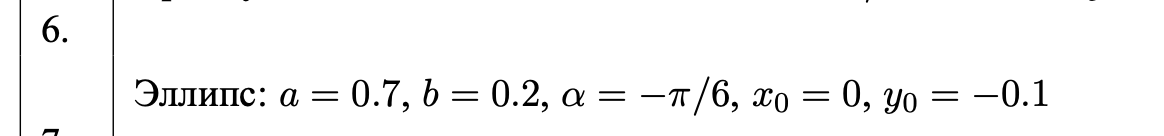 6.
Эллипс: a = 0.7, b = 0.2, α = −π/6, x₀ = 0, y₀ = −0.1